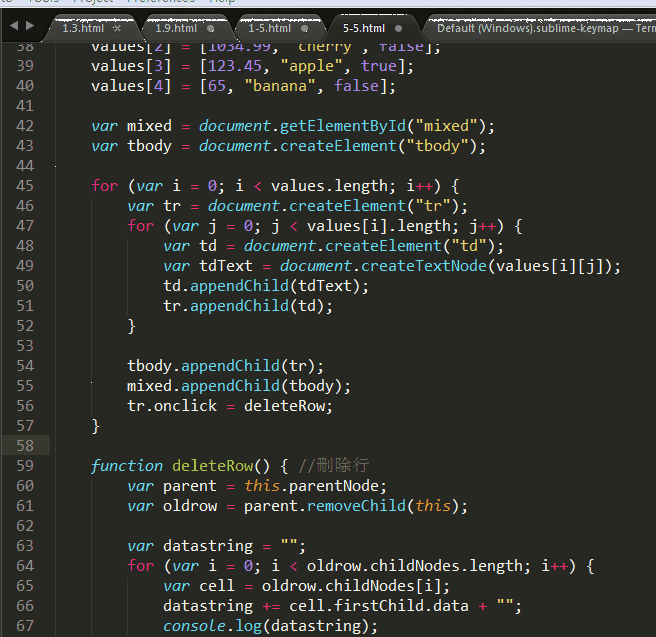 Project Preferences Help
1.3.html 1.9.html 1-5.html 5-5.html Default (Windows).sublime-keymap — Term
38 values[2] = [1034.99, "cherry", false];
39 values[3] = [123.45, "apple", true];
40 values[4] = [65, "banana", false];
41
42 var mixed = document.getElementById("mixed");
43 var tbody = document.createElement("tbody");
44
45 for (var i = 0; i < values.length; i++) {
46 var tr = document.createElement("tr");
47 for (var j = 0; j < values[i].length; j++) {
48 var td = document.createElement("td");
49 var tdText = document.createTextNode(values[i][j]);
50 td.appendChild(tdText);
51 tr.appendChild(td);
52 }
53
54 tbody.appendChild(tr);
55 mixed.appendChild(tbody);
56 tr.onclick = deleteRow;
57 }
58
59 function deleteRow() { //刪除行
60 var parent = this.parentNode;
61 var oldrow = parent.removeChild(this);
62
63 var datastring = "";
64 for (var i = 0; i < oldrow.childNodes.length; i++) {
65 var cell = oldrow.childNodes[i];
66 datastring += cell.firstChild.data + "";
67 console.log(datastring);